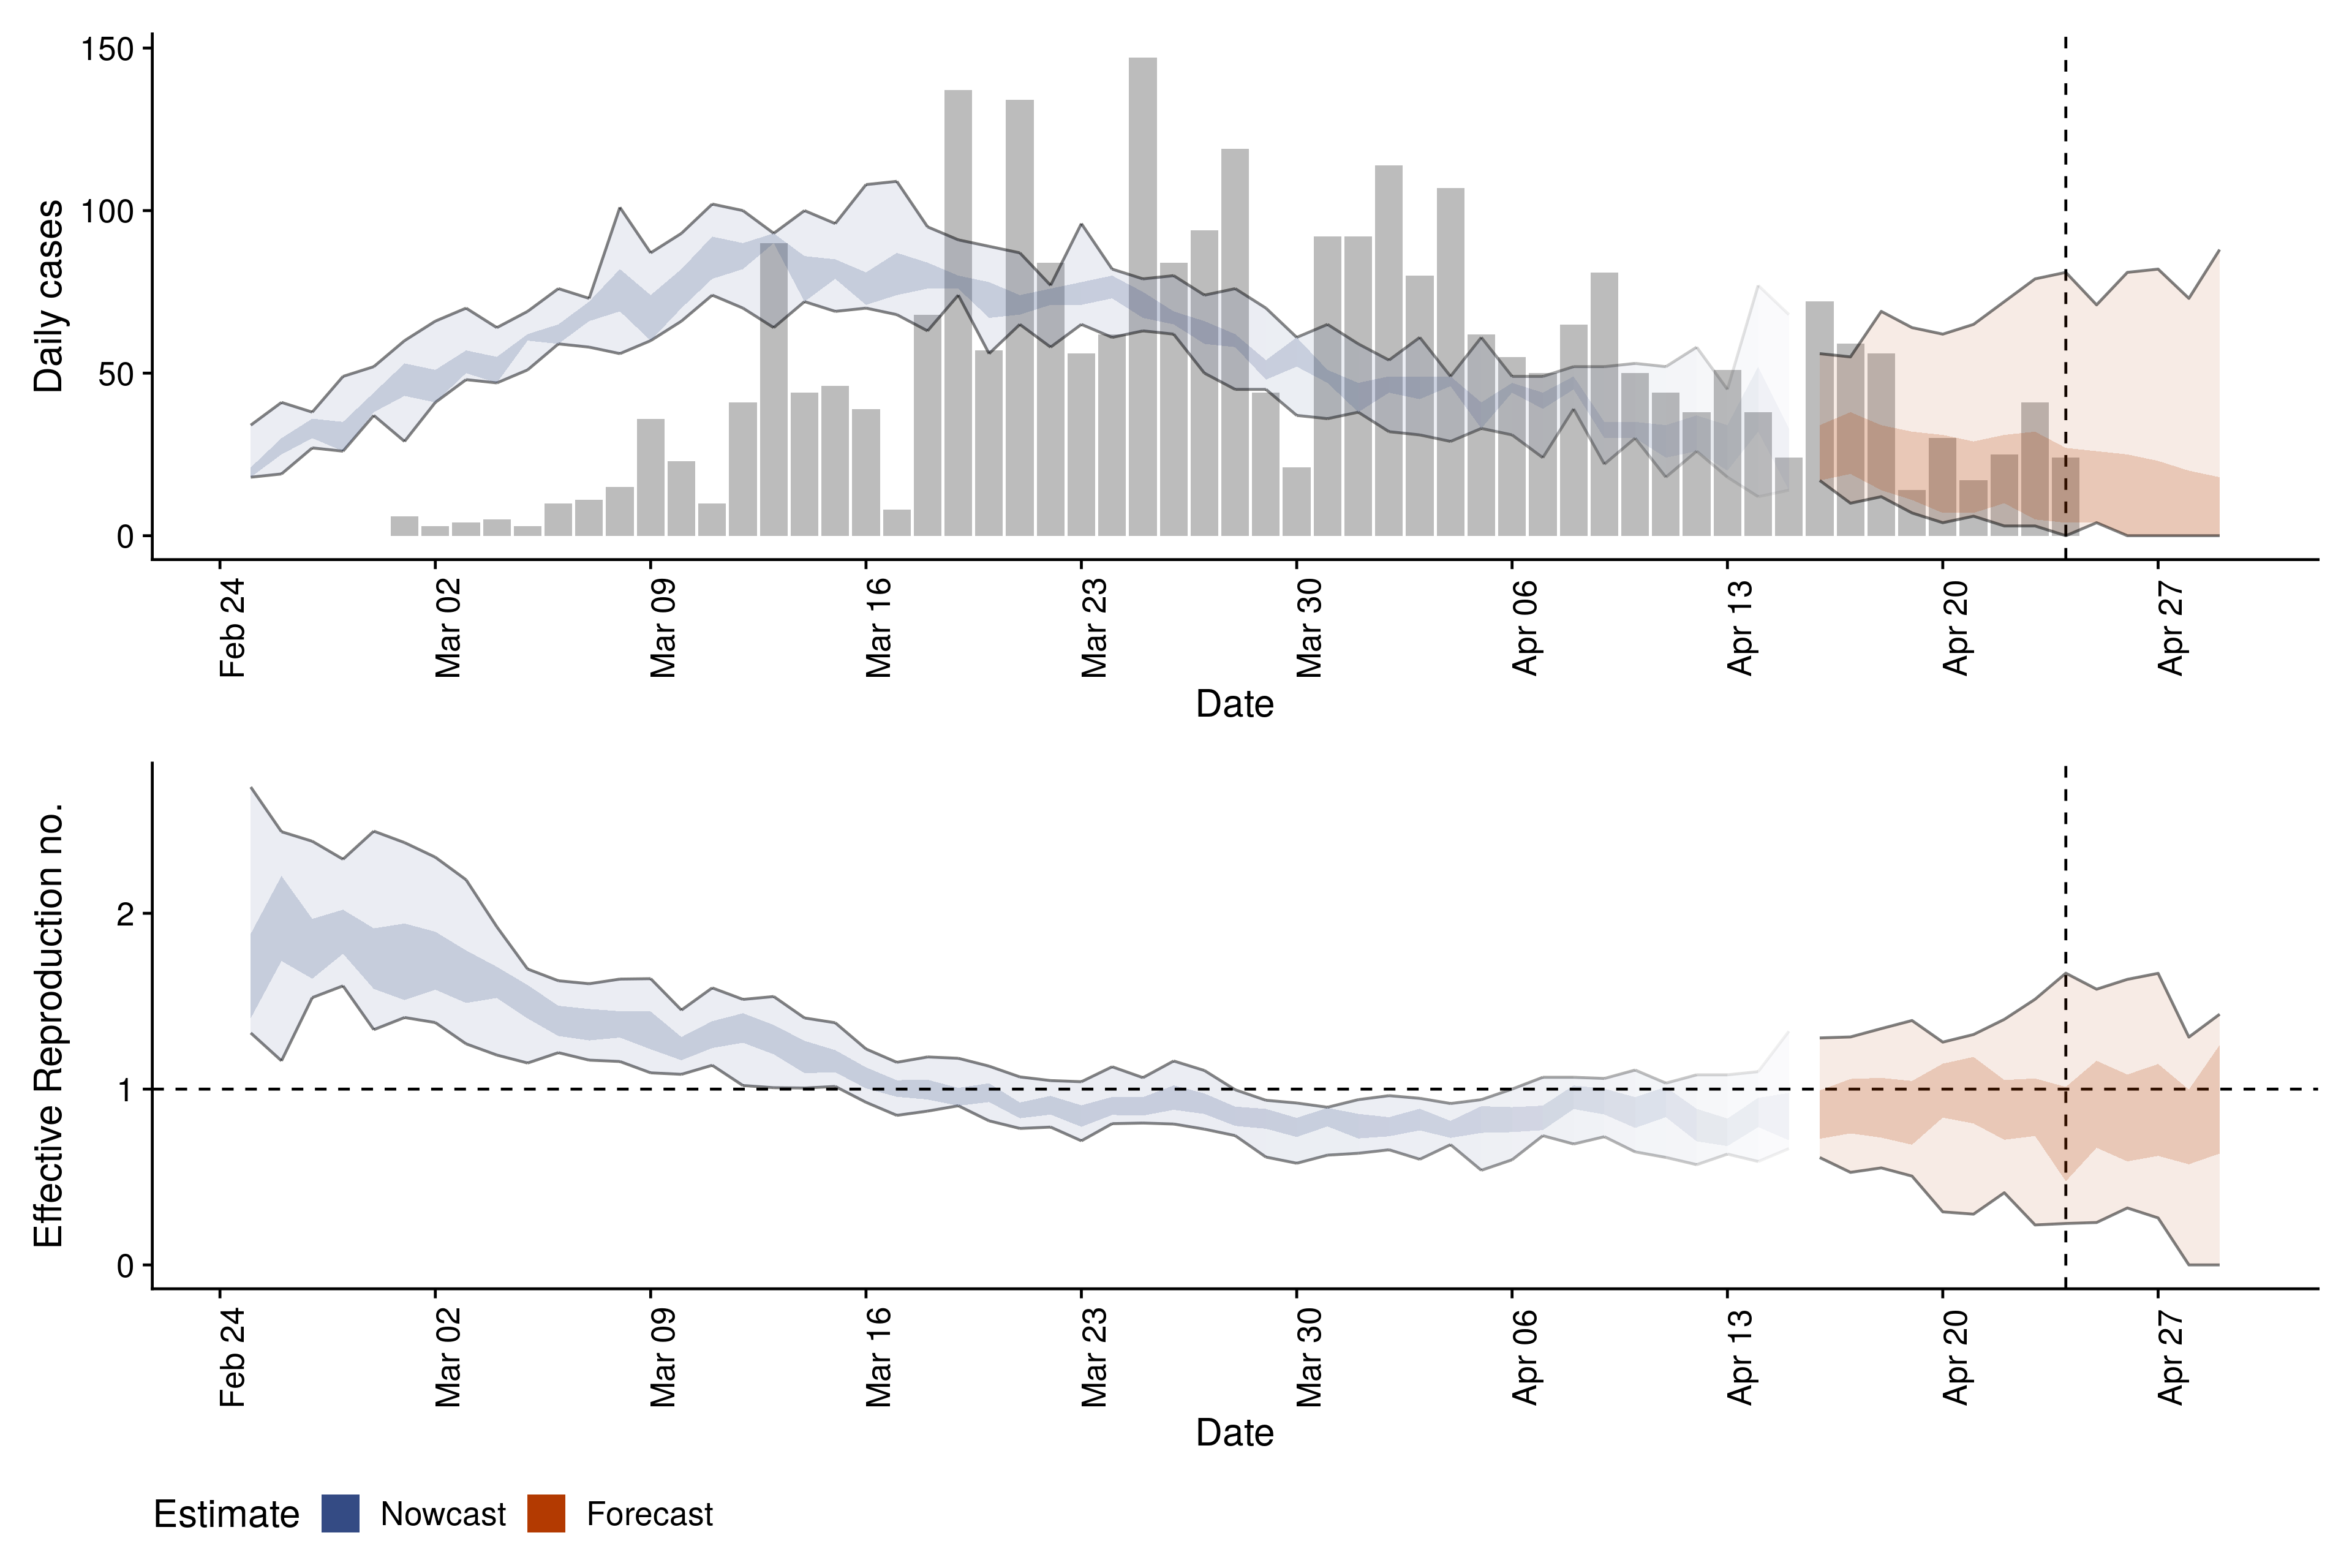 Daily cases
150
100
50
0
Feb 24
Mar 02
Mar 09
Mar 16
Mar 23
Mar 30
Apr 06
Apr 13
Apr 20
Apr 27
Date
Effective Reproduction no.
2
1
0
Feb 24
Mar 02
Mar 09
Mar 16
Mar 23
Mar 30
Apr 06
Apr 13
Apr 20
Apr 27
Date
Estimate Nowcast Forecast